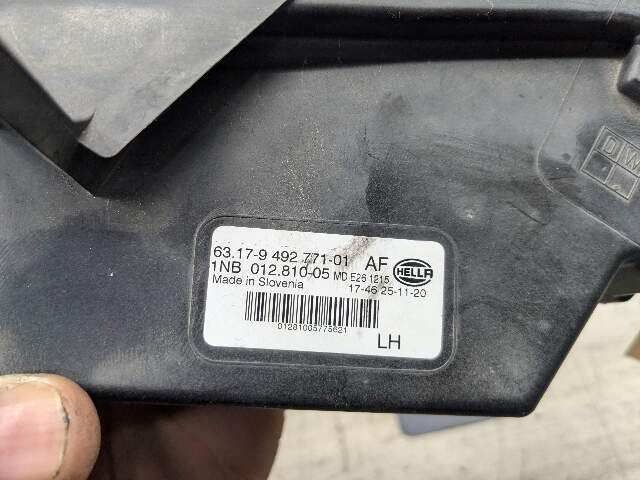 63.17-9 492 771-01 AF
1NB 012.810-05 MD E26 1215 HELLA
Made in Slovenia 17-46 25-11-20
01281005775621
LH